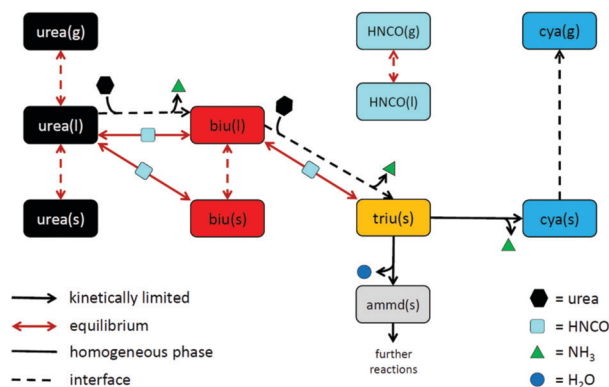 urea(g)
HNCO(g)
cya(g)
urea(l)
biu(l)
HNCO(l)
urea(s)
biu(s)
triu(s)
cya(s)
ammd(s)
further
reactions
kinetically limited
equilibrium
homogeneous phase
interface
= urea
= HNCO
= NH₃
= H₂O